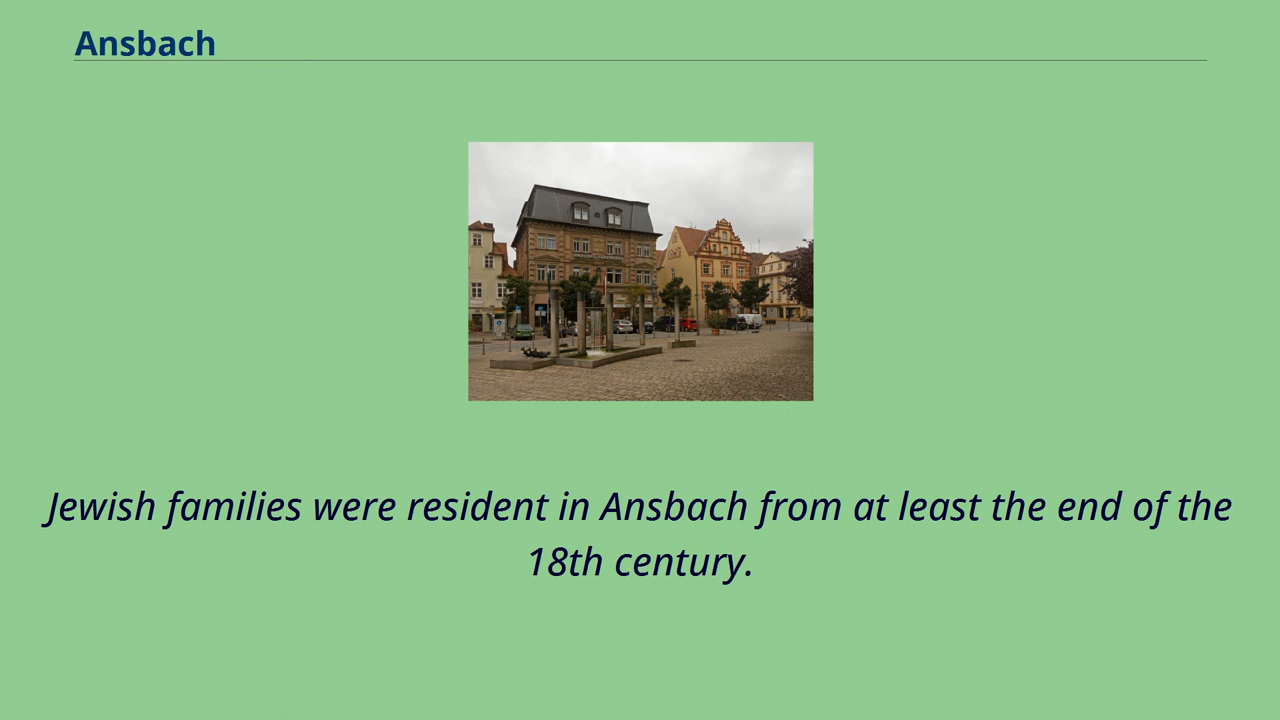 Ansbach
Jewish families were resident in Ansbach from at least the end of the
18th century.